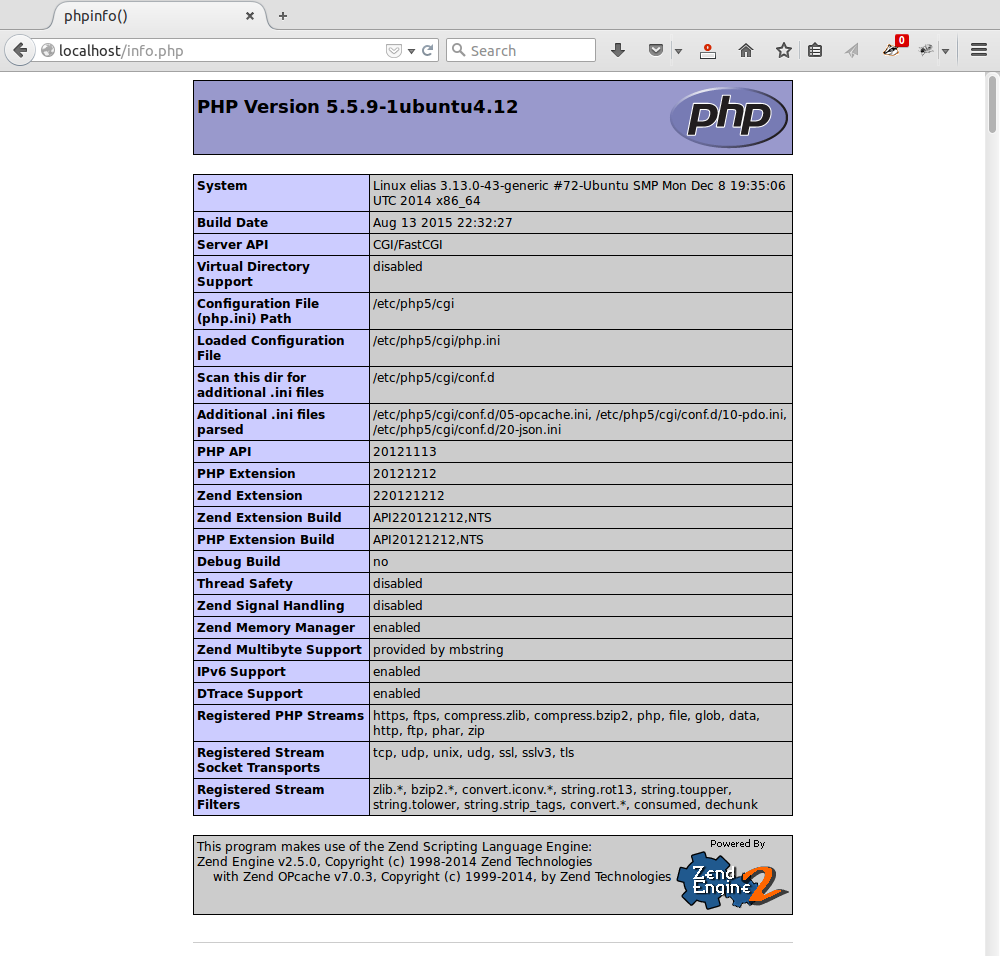 phpinfo()
localhost/info.php
Search
0
PHP Version 5.5.9-1ubuntu4.12
php
System
Linux elias 3.13.0-43-generic #72-Ubuntu SMP Mon Dec 8 19:35:06
UTC 2014 x86_64
Build Date
Aug 13 2015 22:32:27
Server API
CGI/FastCGI
Virtual Directory
Support
disabled
Configuration File
(php.ini) Path
/etc/php5/cgi
Loaded Configuration
File
/etc/php5/cgi/php.ini
Scan this dir for
additional .ini files
/etc/php5/cgi/conf.d
Additional .ini files
parsed
/etc/php5/cgi/conf.d/05-opcache.ini, /etc/php5/cgi/conf.d/10-pdo.ini,
/etc/php5/cgi/conf.d/20-json.ini
PHP API
20121113
PHP Extension
20121212
Zend Extension
220121212
Zend Extension Build
API220121212,NTS
PHP Extension Build
API20121212,NTS
Debug Build
no
Thread Safety
disabled
Zend Signal Handling
disabled
Zend Memory Manager
enabled
Zend Multibyte Support
provided by mbstring
IPv6 Support
enabled
DTrace Support
enabled
Registered PHP Streams
https, ftps, compress.zlib, compress.bzip2, php, file, glob, data,
http, ftp, phar, zip
Registered Stream
Socket Transports
tcp, udp, unix, udg, ssl, sslv3, tls
Registered Stream
Filters
zlib.*, bzip2.*, convert.iconv.*, string.rot13, string.toupper,
string.tolower, string.strip_tags, convert.*, consumed, dechunk
This program makes use of the Zend Scripting Language Engine:
Zend Engine v2.5.0, Copyright (c) 1998-2014 Zend Technologies
with Zend OPcache v7.0.3, Copyright (c) 1999-2014, by Zend Technologies
Powered By
Zend
Engine 2